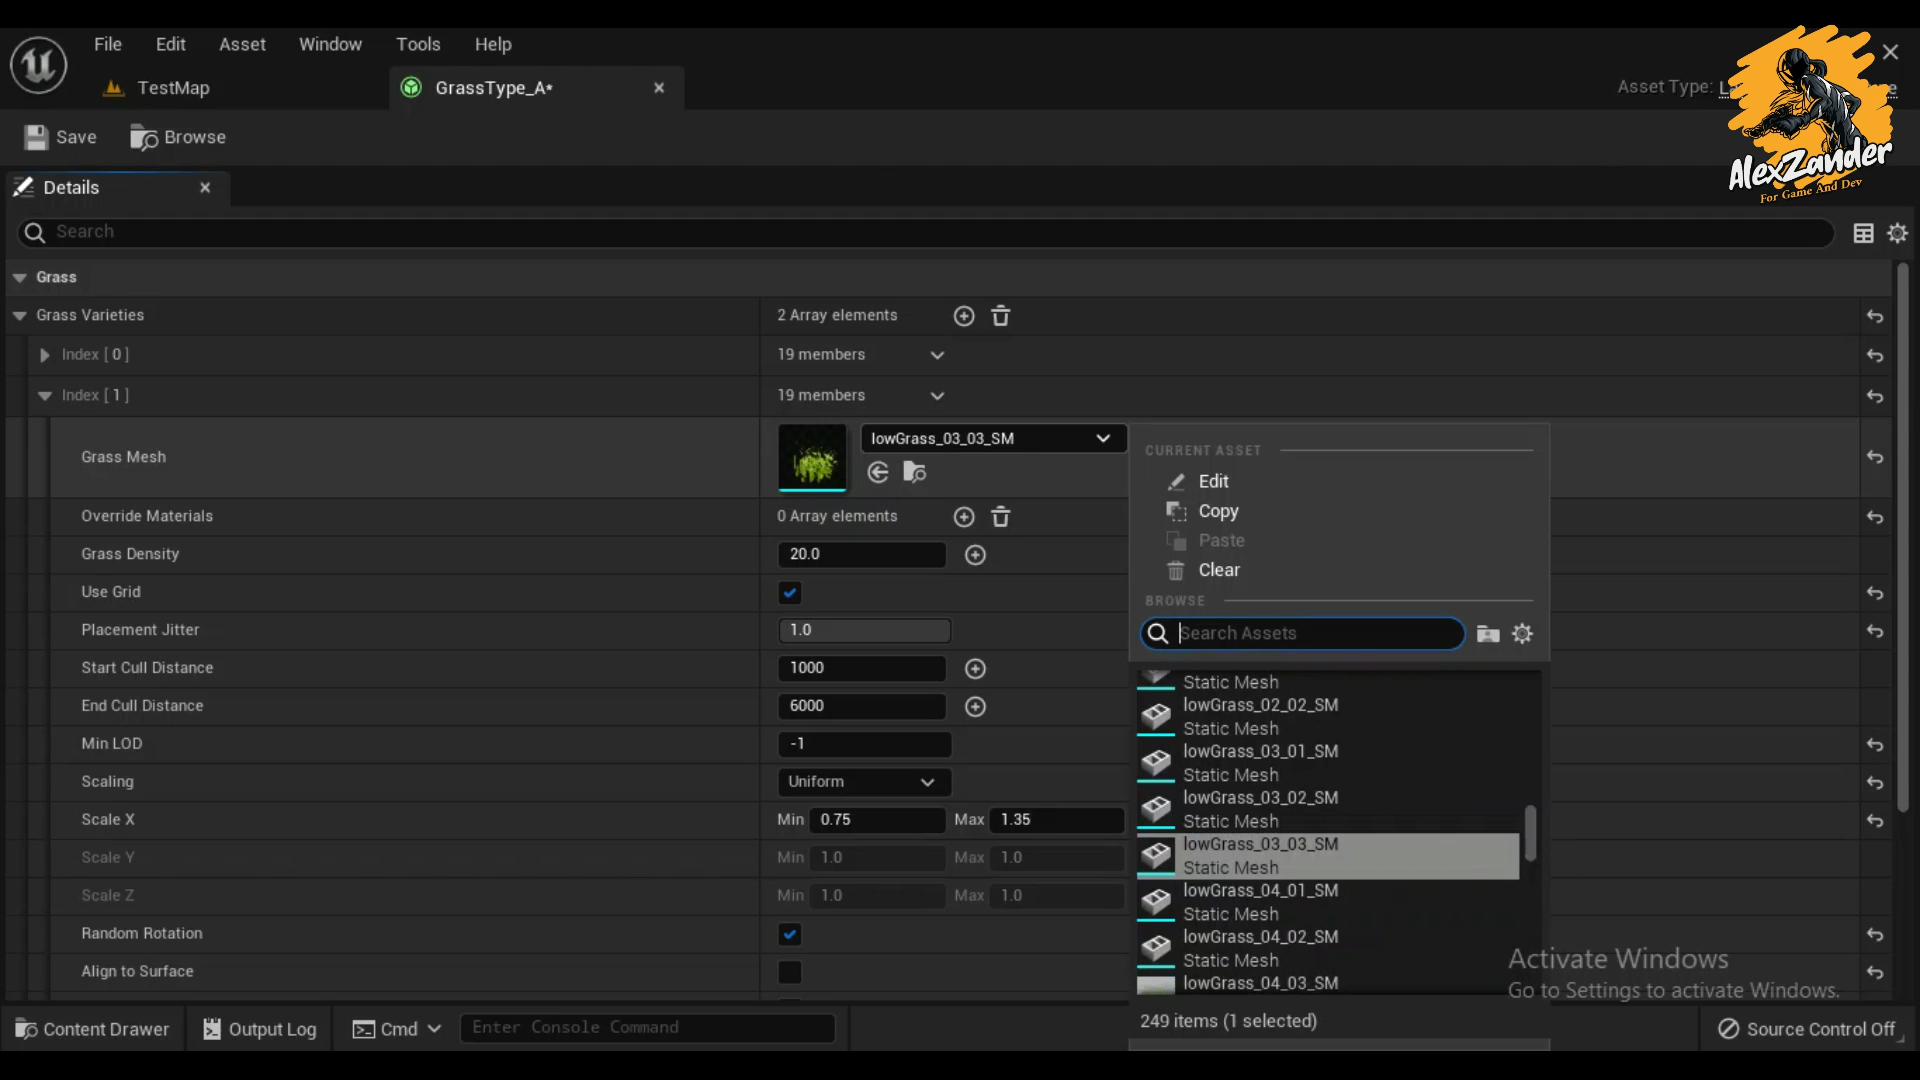 File Edit Asset Window Tools Help
TestMap
GrassType_A*
Asset Type:
AlexZander
For Game And Dev
Save Browse
Details
Search
Grass
Grass Varieties 2 Array elements
Index [ 0 ] 19 members
Index [ 1 ] 19 members
Grass Mesh
lowGrass_03_03_SM
Override Materials 0 Array elements
Grass Density 20.0
Use Grid
Placement Jitter 1.0
Start Cull Distance 1000
End Cull Distance 6000
Min LOD -1
Scaling Uniform
Scale X Min 0.75 Max 1.35
Scale Y Min 1.0 Max 1.0
Scale Z Min 1.0 Max 1.0
Random Rotation
Align to Surface
CURRENT ASSET
Edit
Copy
Paste
Clear
BROWSE
Search Assets
Static Mesh
lowGrass_02_02_SM
Static Mesh
lowGrass_03_01_SM
Static Mesh
lowGrass_03_02_SM
Static Mesh
lowGrass_03_03_SM
Static Mesh
lowGrass_04_01_SM
Static Mesh
lowGrass_04_02_SM
Static Mesh
lowGrass_04_03_SM
249 items (1 selected)
Activate Windows
Go to Settings to activate Windows.
Content Drawer Output Log Cmd Enter Console Command Source Control Off